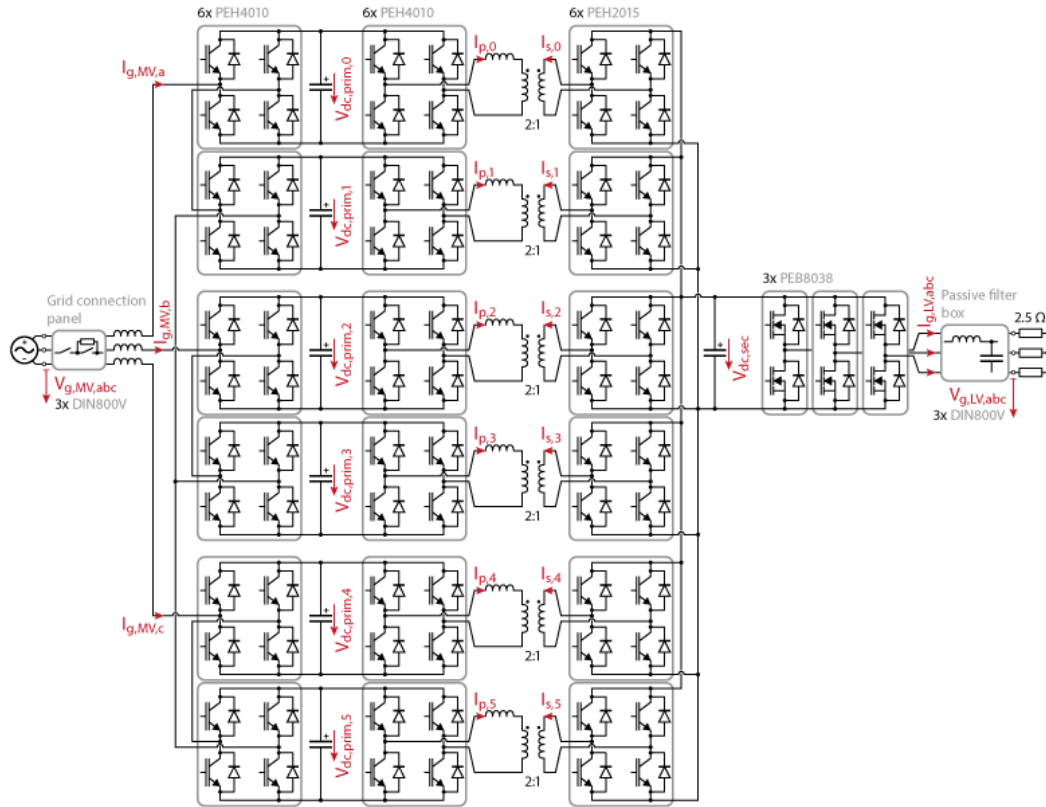 6x PEH4010
6x PEH4010
6x PEH2015
I_g,MV,a
V_dc,prim,0
I_p,0
I_s,0
2:1
V_dc,prim,1
I_p,1
I_s,1
2:1
Grid connection
panel
V_g,MV,abc
3x DIN800V
I_g,MV,b
V_dc,prim,2
I_p,2
I_s,2
2:1
V_dc,sec
3x PEB8038
I_g,LV,abc
Passive filter
box
2.5 Ω
V_g,LV,abc
3x DIN800V
V_dc,prim,3
I_p,3
I_s,3
2:1
I_g,MV,c
V_dc,prim,4
I_p,4
I_s,4
2:1
V_dc,prim,5
I_p,5
I_s,5
2:1